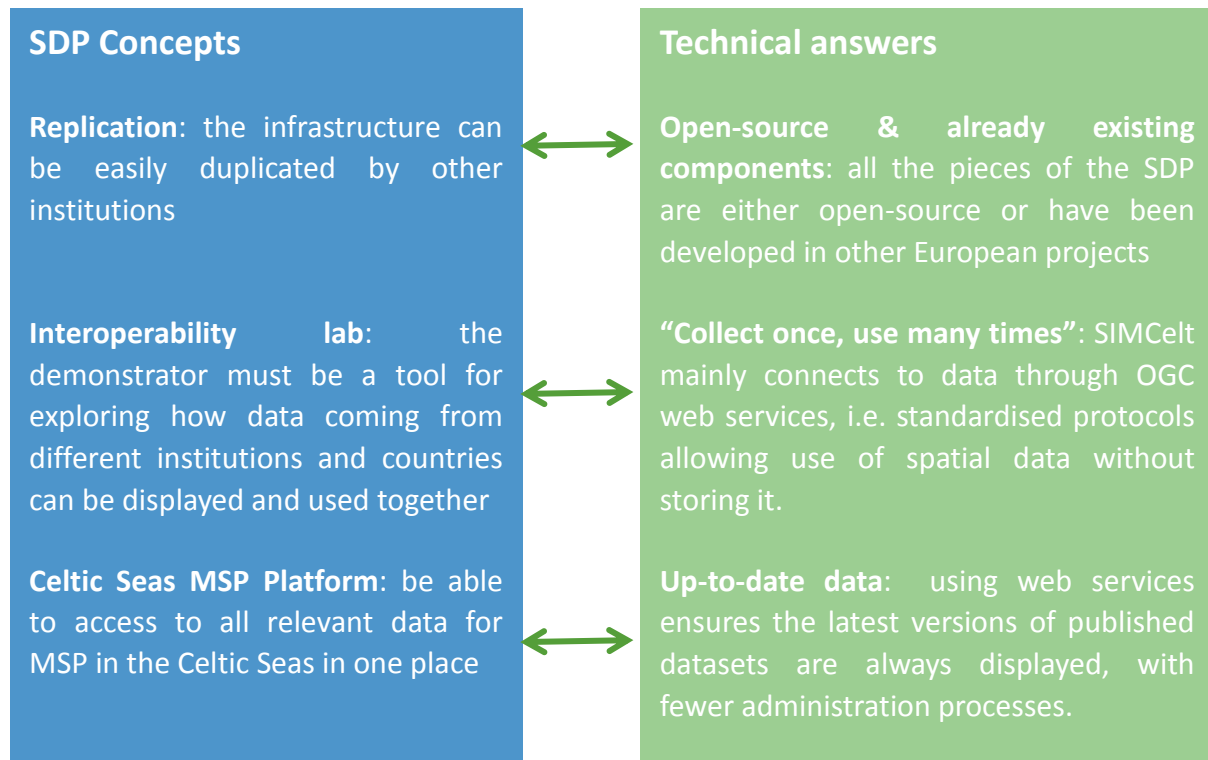 SDP Concepts
Replication: the infrastructure can
be easily duplicated by other
institutions
Interoperability lab: the
demonstrator must be a tool for
exploring how data coming from
different institutions and countries
can be displayed and used together
Celtic Seas MSP Platform: be able
to access to all relevant data for
MSP in the Celtic Seas in one place
Technical answers
Open-source & already existing
components: all the pieces of the SDP
are either open-source or have been
developed in other European projects
“Collect once, use many times”: SIMCelt
mainly connects to data through OGC
web services, i.e. standardised protocols
allowing use of spatial data without
storing it.
Up-to-date data: using web services
ensures the latest versions of published
datasets are always displayed, with
fewer administration processes.